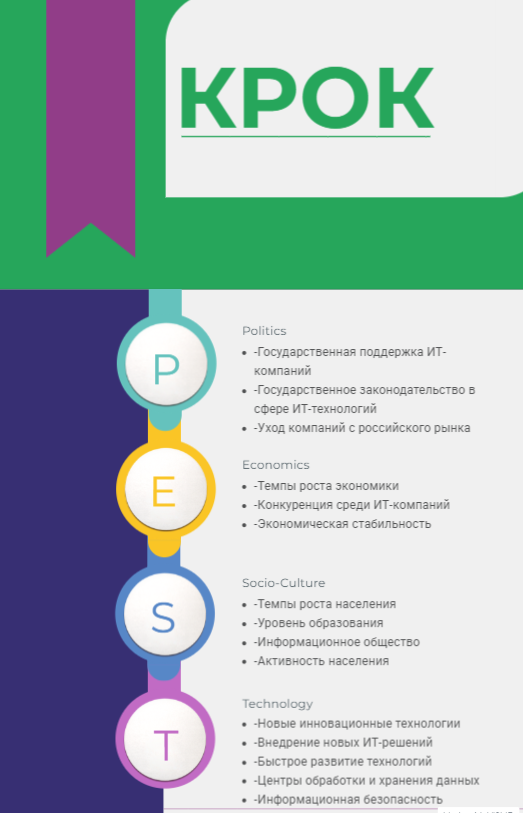 КРОК
P
Politics
-Государственная поддержка ИТ-
компаний
-Государственное законодательство в
сфере ИТ-технологий
-Уход компаний с российского рынка
E
Economics
-Темпы роста экономики
-Конкуренция среди ИТ-компаний
-Экономическая стабильность
S
Socio-Culture
-Темпы роста населения
-Уровень образования
-Информационное общество
-Активность населения
T
Technology
-Новые инновационные технологии
-Внедрение новых ИТ-решений
-Быстрое развитие технологий
-Центры обработки и хранения данных
-Информационная безопасность